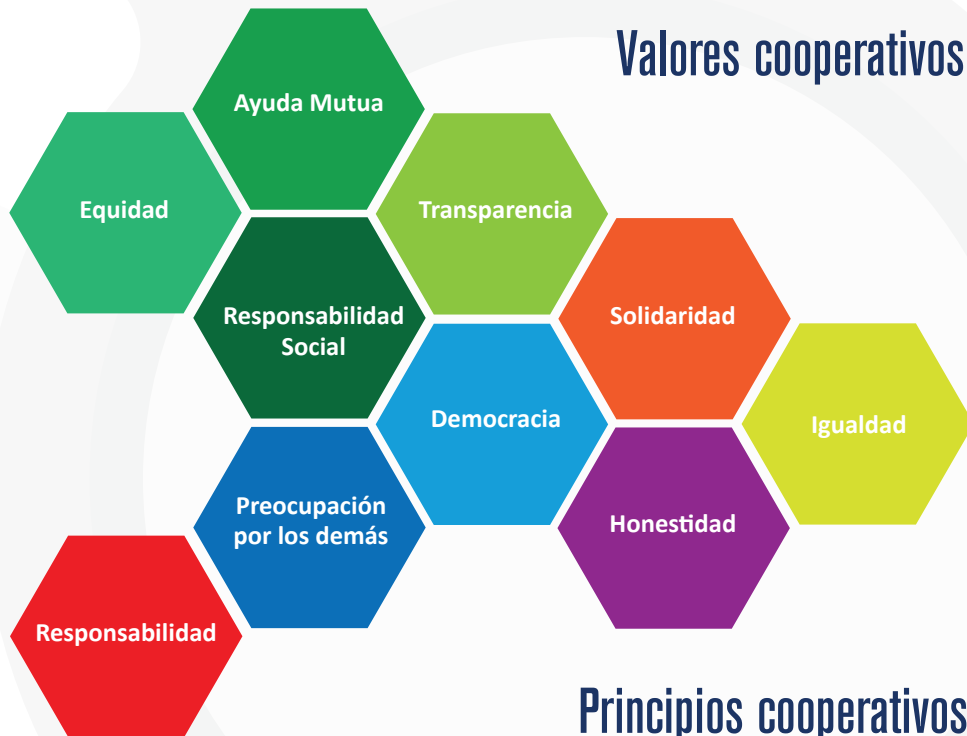 Valores cooperativos
Ayuda Mutua
Equidad
Transparencia
Responsabilidad
Social
Solidaridad
Democracia
Igualdad
Preocupación
por los demás
Honestidad
Responsabilidad
Principios cooperativos